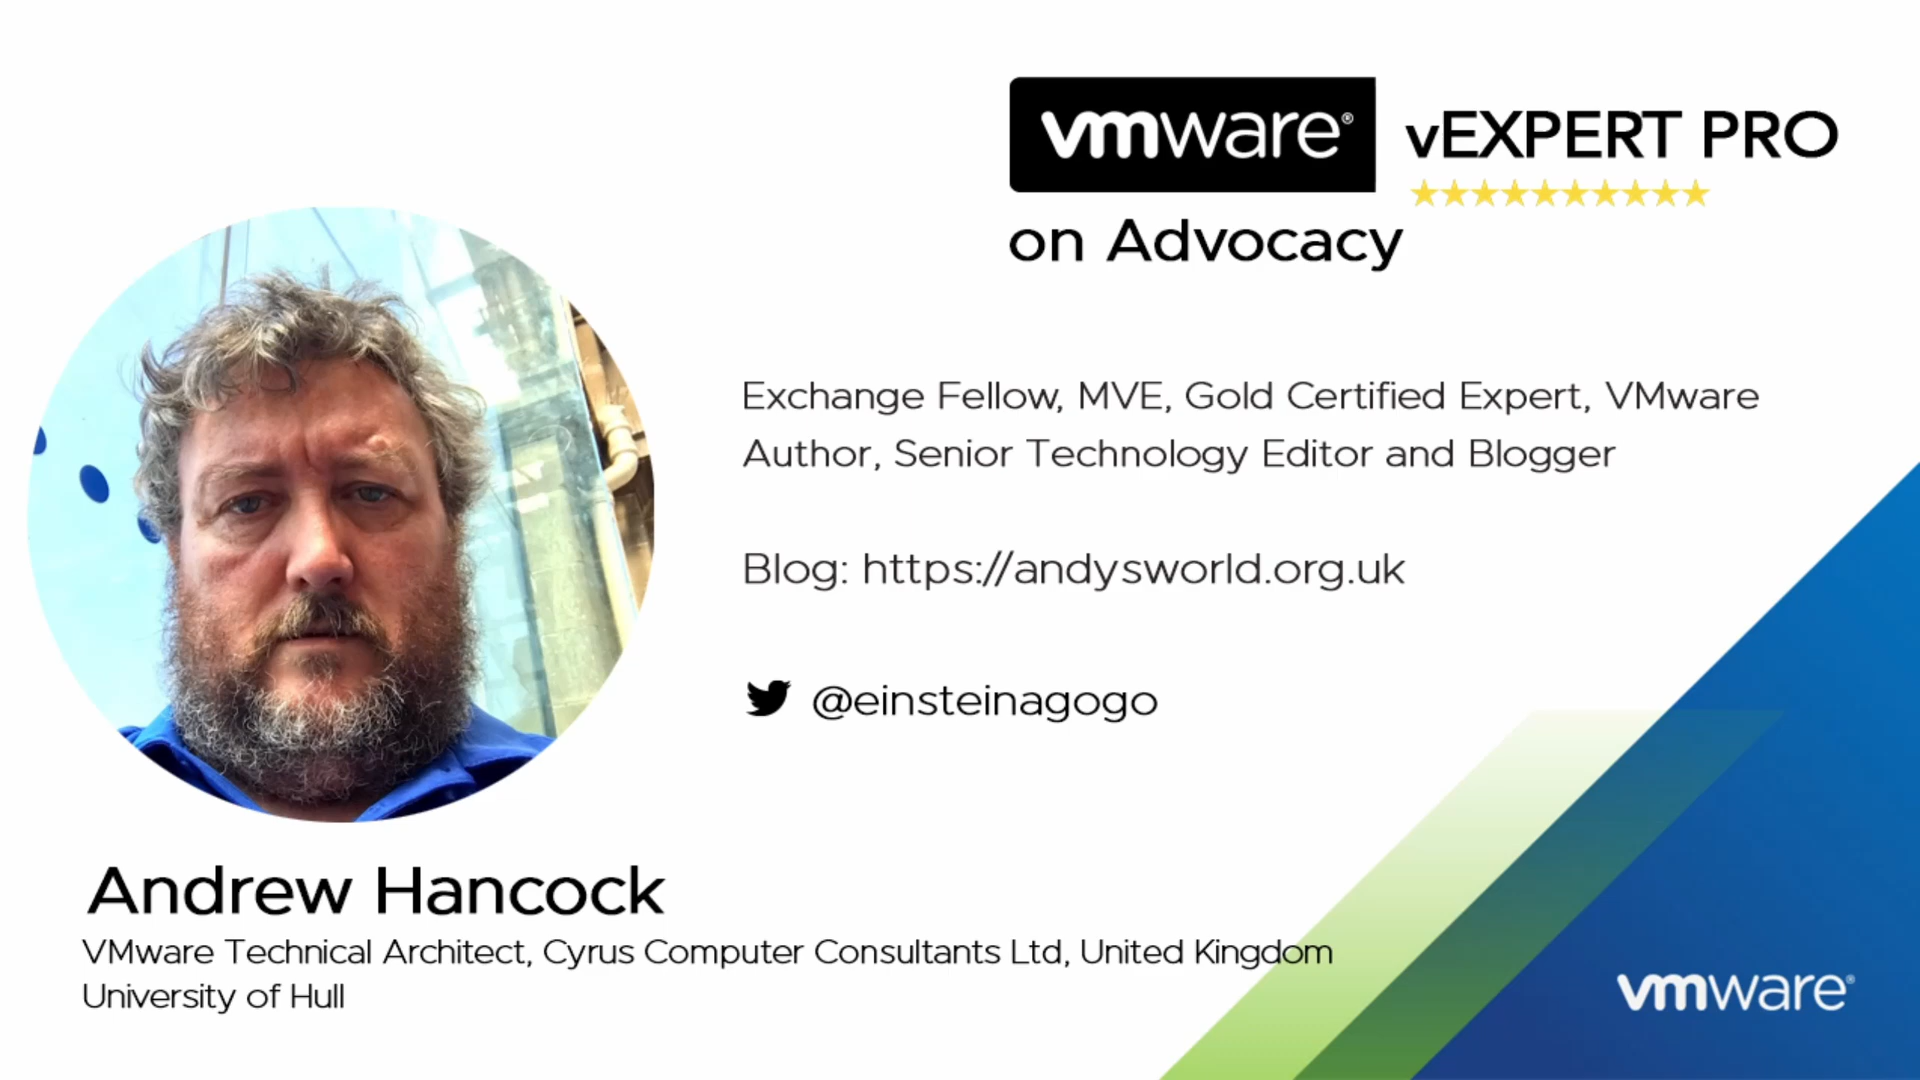 vmware® vEXPERT PRO
on Advocacy
Exchange Fellow, MVE, Gold Certified Expert, VMware
Author, Senior Technology Editor and Blogger
Blog: https://andysworld.org.uk
@einsteinagogo
Andrew Hancock
VMware Technical Architect, Cyrus Computer Consultants Ltd, United Kingdom
University of Hull
vmware®